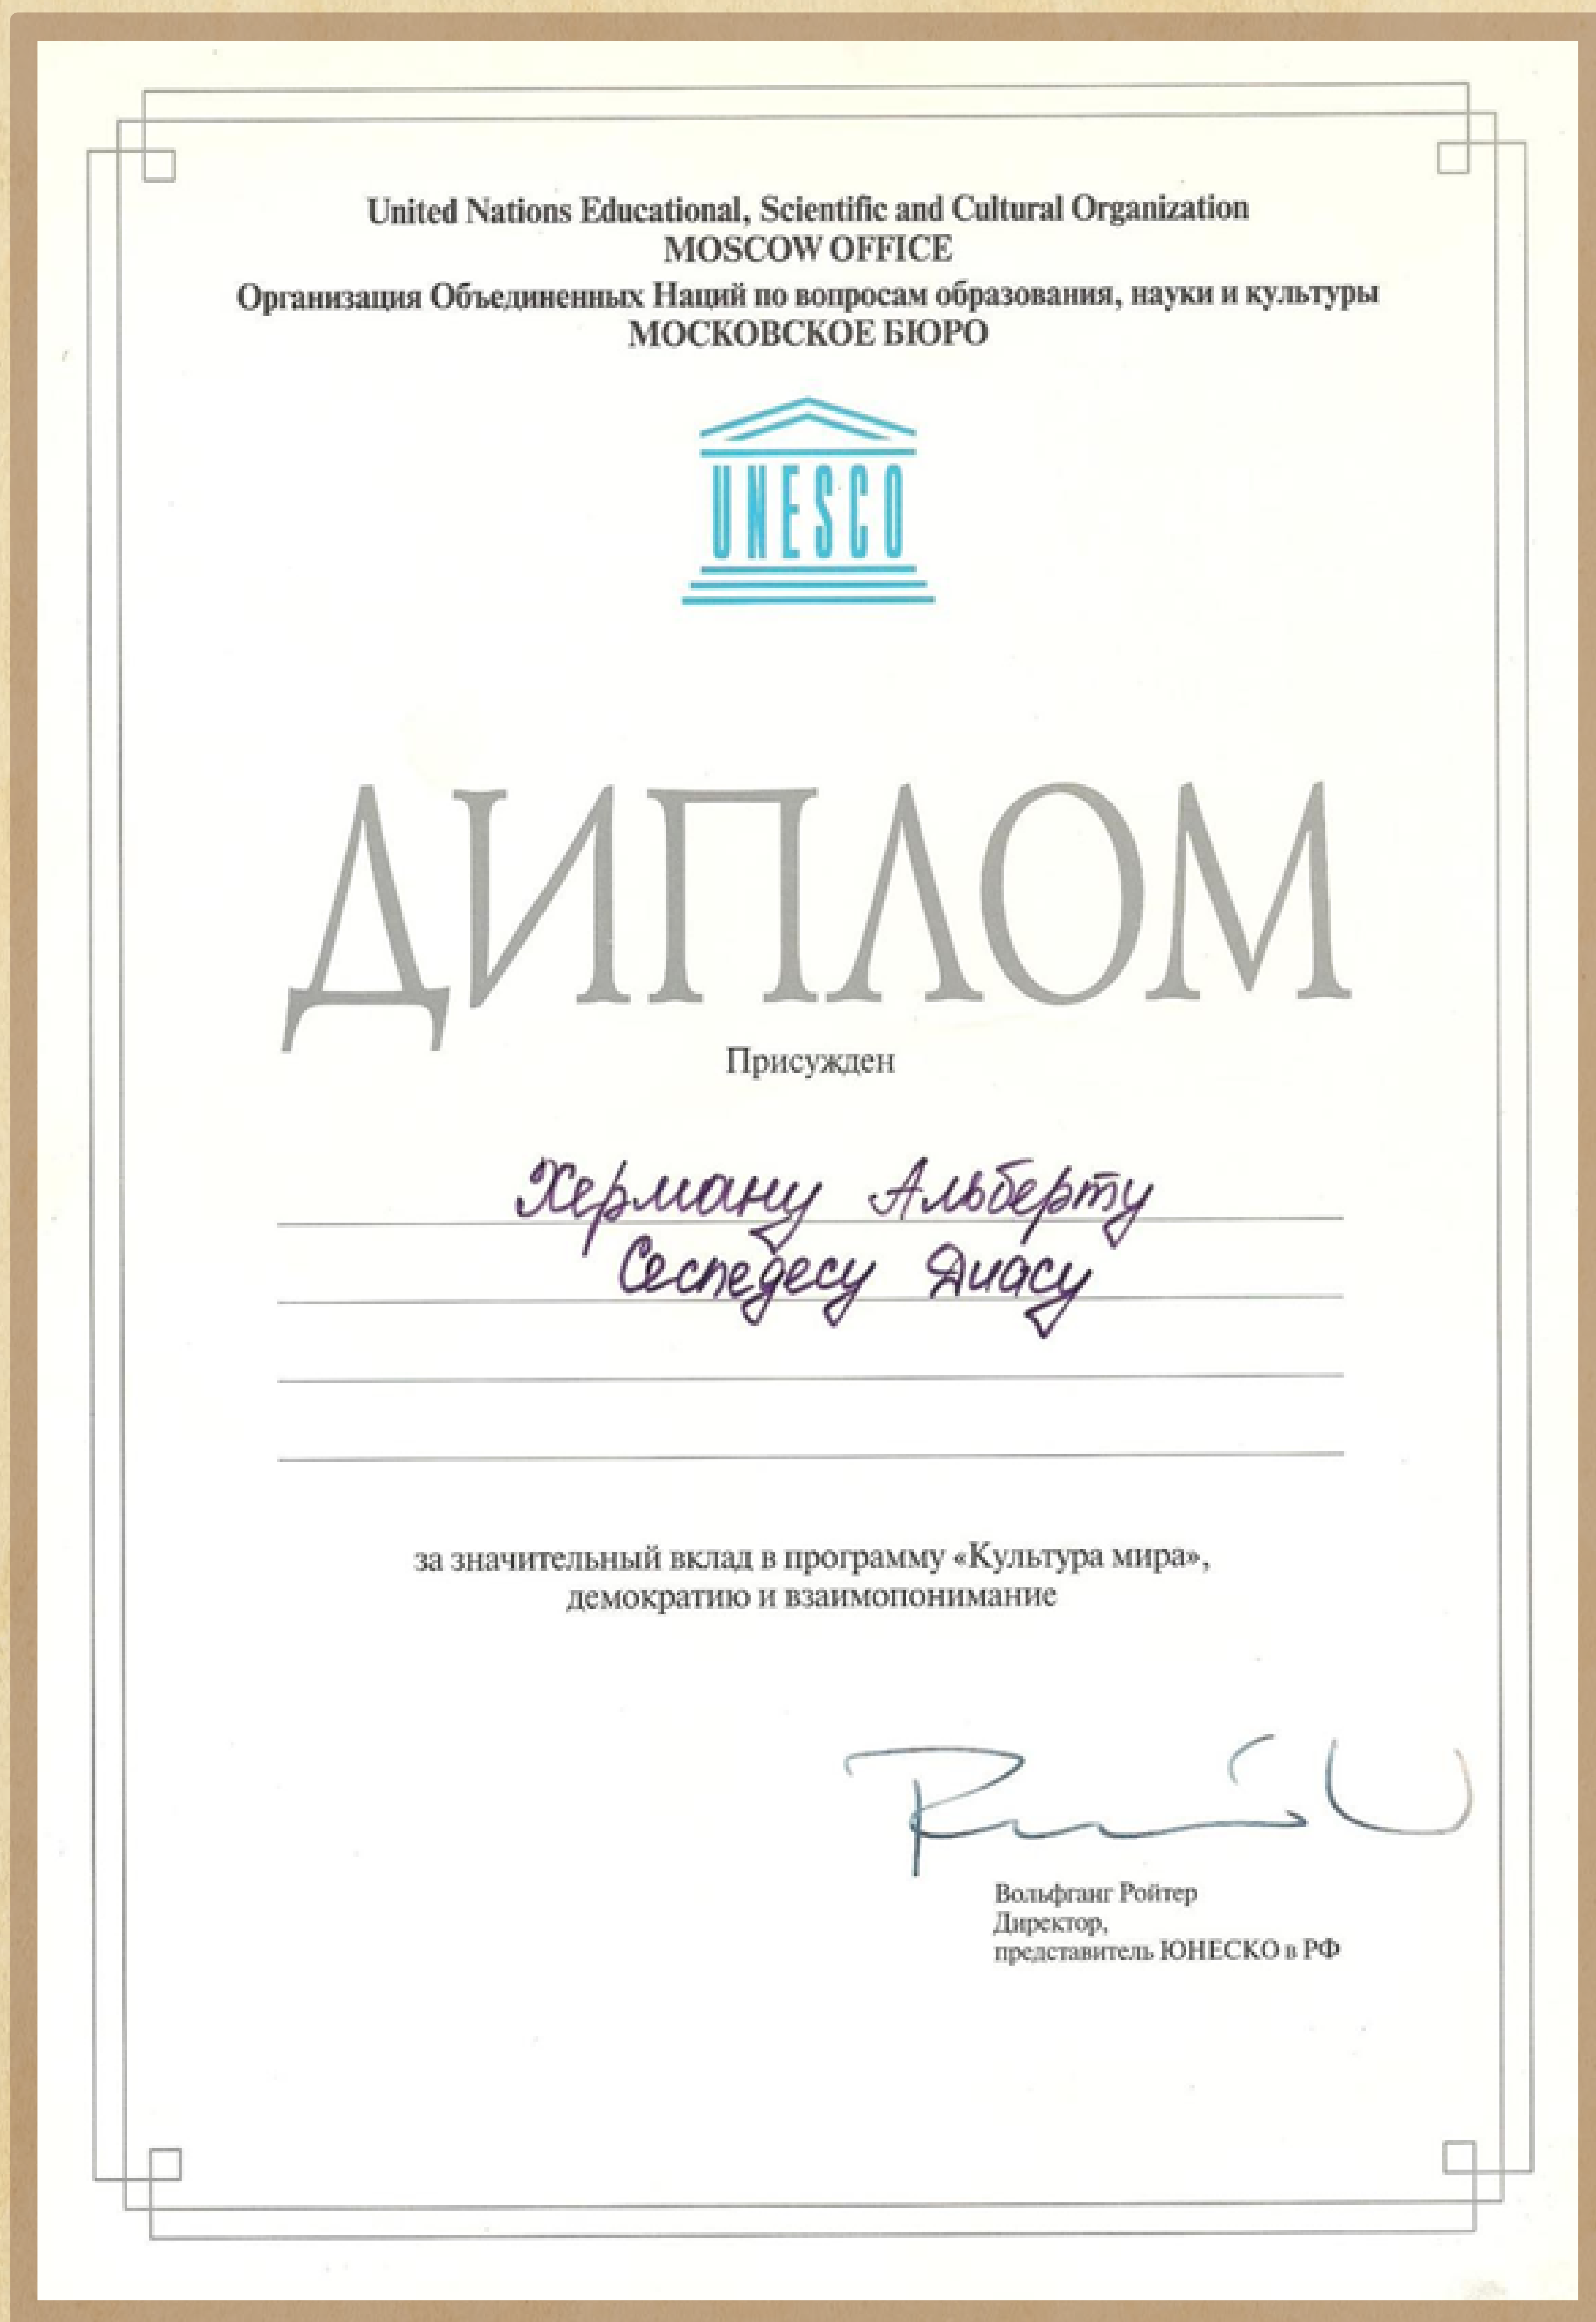 United Nations Educational, Scientific and Cultural Organization
MOSCOW OFFICE
Организация Объединенных Наций по вопросам образования, науки и культуры
МОСКОВСКОЕ БЮРО
UNESCO
ДИПЛОМ
Присужден
Херману Альберту
Сеспедесу Диасу
за значительный вклад в программу «Культура мира»,
демократию и взаимопонимание
Вольфганг Ройтер
Директор,
представитель ЮНЕСКО в РФ